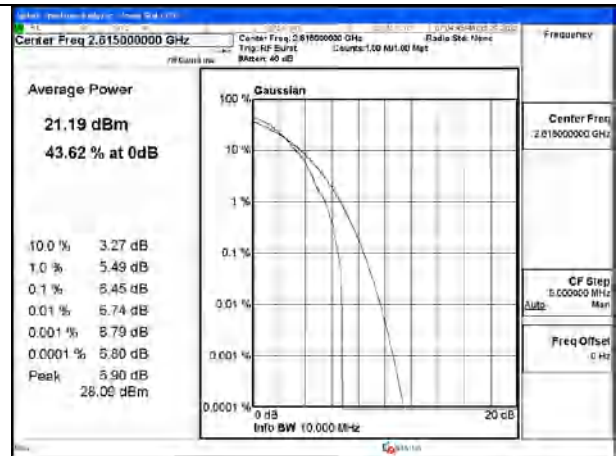 Center Freq 2.615000000 GHz
Center Freq: 2.615000000 GHz
Radio Std: None
Trig: RF Burst
Counts: 1.00 M/1.00 Mpt
#Atten: 40 dB
Frequency
Average Power
21.19 dBm
43.62 % at 0dB
10.0 % 3.27 dB
1.0 % 5.49 dB
0.1 % 6.45 dB
0.01 % 6.74 dB
0.001 % 6.79 dB
0.0001 % 6.80 dB
Peak 6.90 dB
28.09 dBm
Gaussian
100 %
10 %
1 %
0.1 %
0.01 %
0.001 %
0.0001 %
0 dB
20 dB
Info BW 10.000 MHz
Center Freq
2.615000000 GHz
CF Step
5.000000 MHz
Auto Man
Freq Offset
0 Hz